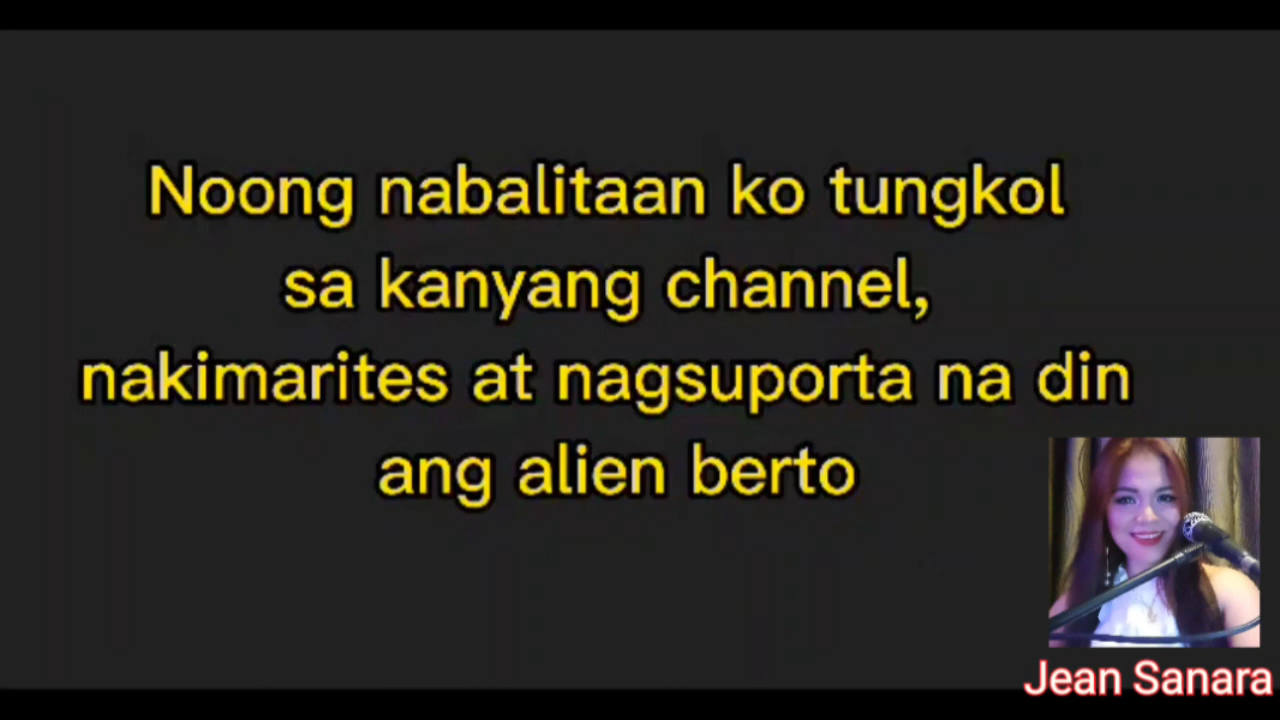 Noong nabalitaan ko tungkol
sa kanyang channel,
nakimarites at nagsuporta na din
ang alien berto
Jean Sanara